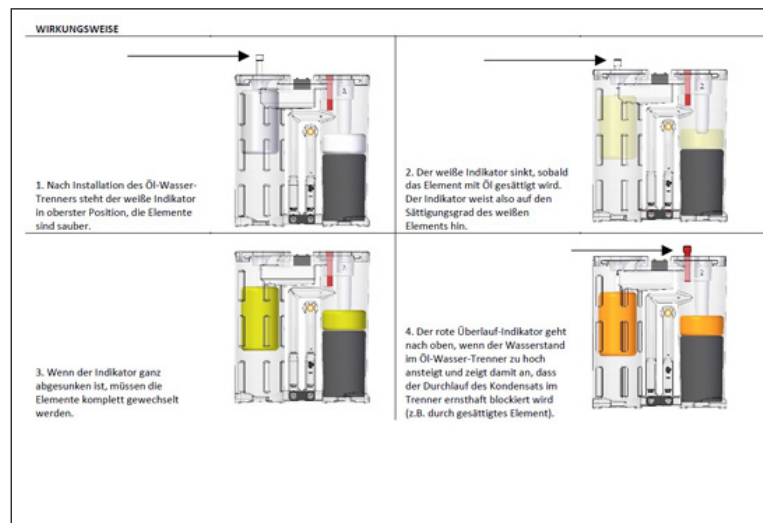 WIRKUNGSWEISE
1. Nach Installation des Öl-Wasser-
Trenners steht der weiße Indikator
in oberster Position, die Elemente
sind sauber.
2. Der weiße Indikator sinkt, sobald
das Element mit Öl gesättigt wird.
Der Indikator weist also auf den
Sättigungsgrad des weißen
Elements hin.
3. Wenn der Indikator ganz
abgesunken ist, müssen die
Elemente komplett gewechselt
werden.
4. Der rote Überlauf-Indikator geht
nach oben, wenn der Wasserstand
im Öl-Wasser-Trenner zu hoch
ansteigt und zeigt damit an, dass
der Durchlauf des Kondensats im
Trenner ernsthaft blockiert wird
(z.B. durch gesättigtes Element).